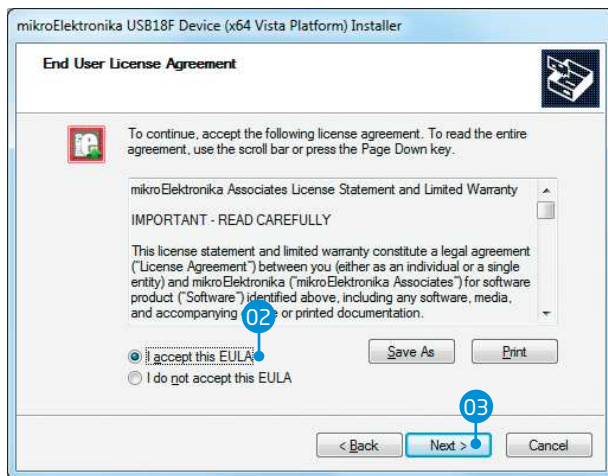 mikroElektronika USB18F Device (x64 Vista Platform) Installer
End User License Agreement
To continue, accept the following license agreement. To read the entire
agreement, use the scroll bar or press the Page Down key.
mikroElektronika Associates License Statement and Limited Warranty
IMPORTANT - READ CAREFULLY
This license statement and limited warranty constitute a legal agreement
("License Agreement") between you (either as an individual or a single
entity) and mikroElektronika ("mikroElektronika Associates") for software
product ("Software") identified above, including any software, media,
and accompanying or printed documentation.
02
I accept this EULA
Save As
Print
I do not accept this EULA
03
< Back
Next >
Cancel